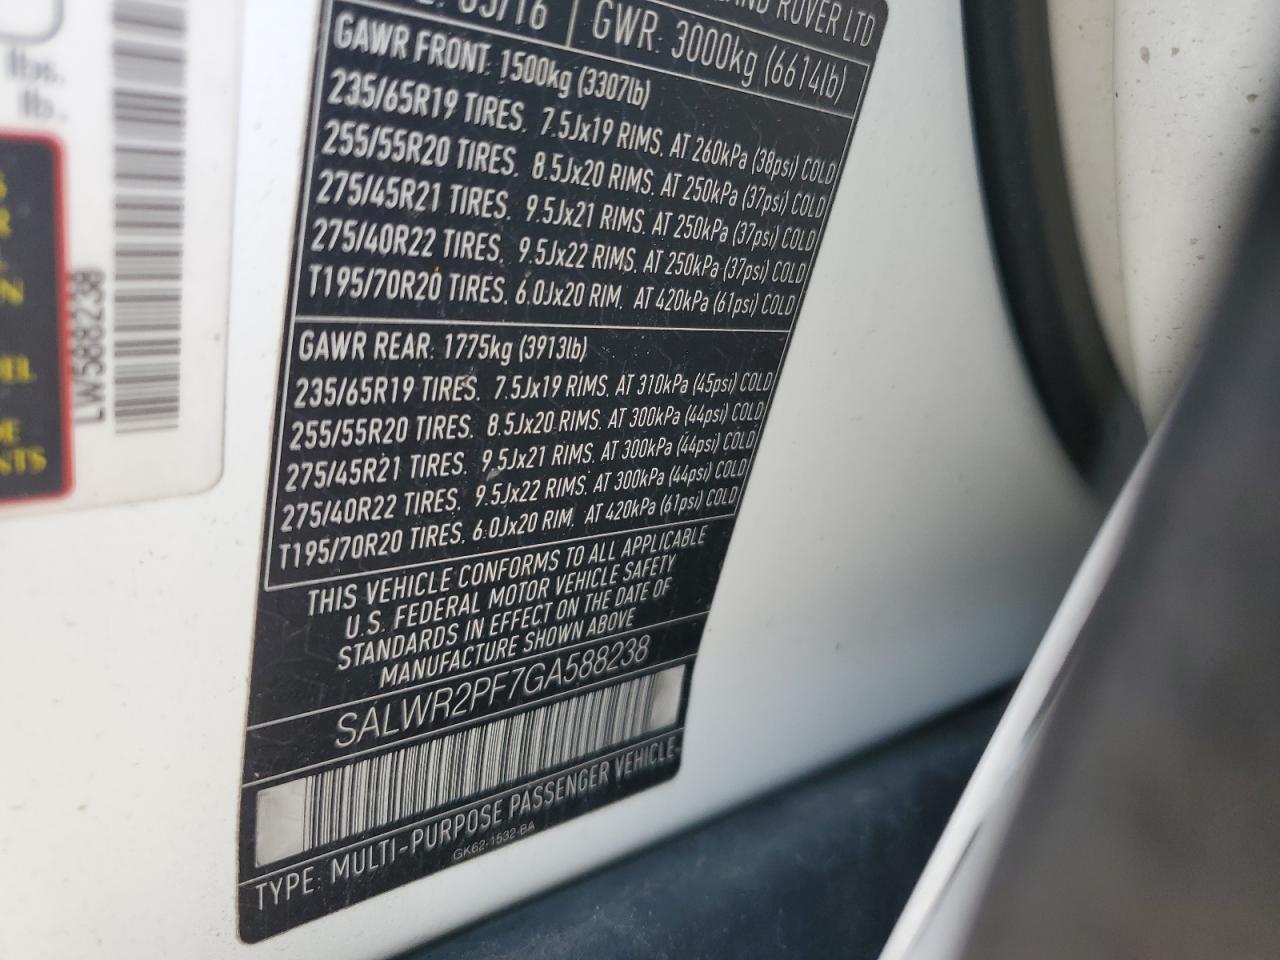 ROVER LTD
/16
GWR: 3000kg (6614lb)
GAWR FRONT: 1500kg (3307lb)
235/65R19 TIRES. 7.5Jx19 RIMS. AT 260kPa (38psi) COLD
255/55R20 TIRES. 8.5Jx20 RIMS. AT 250kPa (37psi) COLD
275/45R21 TIRES. 9.5Jx21 RIMS. AT 250kPa (37psi) COLD
275/40R22 TIRES. 9.5Jx22 RIMS. AT 250kPa (37psi) COLD
T195/70R20 TIRES. 6.0Jx20 RIM. AT 420kPa (61psi) COLD
GAWR REAR: 1775kg (3913lb)
235/65R19 TIRES. 7.5Jx19 RIMS. AT 310kPa (45psi) COLD
255/55R20 TIRES. 8.5Jx20 RIMS. AT 300kPa (44psi) COLD
275/45R21 TIRES. 9.5Jx21 RIMS. AT 300kPa (44psi) COLD
275/40R22 TIRES. 9.5Jx22 RIMS. AT 300kPa (44psi) COLD
T195/70R20 TIRES. 6.0Jx20 RIM. AT 420kPa (61psi) COLD
THIS VEHICLE CONFORMS TO ALL APPLICABLE
U.S. FEDERAL MOTOR VEHICLE SAFETY
STANDARDS IN EFFECT ON THE DATE OF
MANUFACTURE SHOWN ABOVE
SALWR2PF7GA588238
TYPE: MULTI-PURPOSE PASSENGER VEHICLE
GK62-1532-BA
lbs.
lb.
LW588238